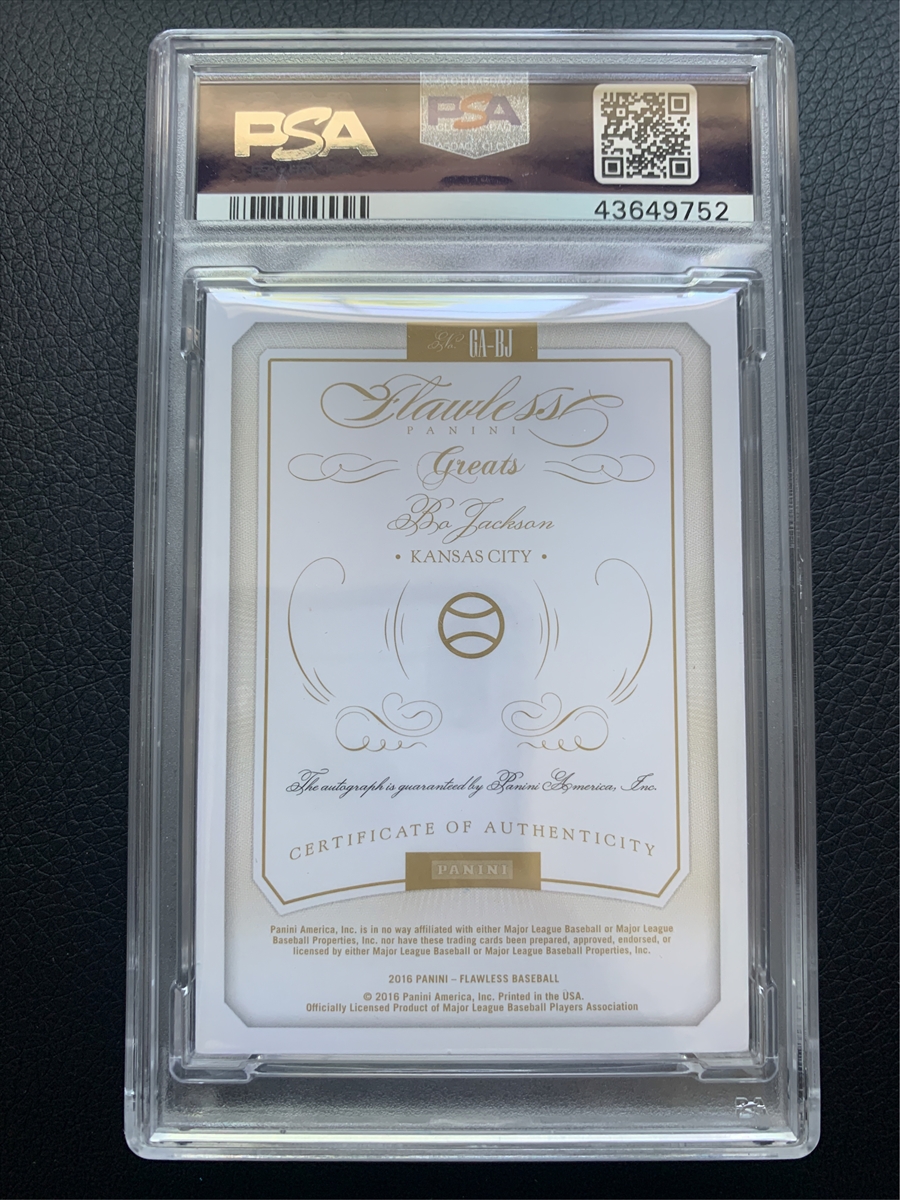 PSA
PSA
43649752
No. GA-BJ
Flawless
PANINI
Greats
Bo Jackson
• KANSAS CITY •
The autograph is guaranteed by Panini America, Inc.
CERTIFICATE OF AUTHENTICITY
PANINI
Panini America, Inc. is in no way affiliated with either Major League Baseball or Major League
Baseball Properties, Inc. nor have these trading cards been prepared, approved, endorsed, or
licensed by either Major League Baseball or Major League Baseball Properties, Inc.
2016 PANINI – FLAWLESS BASEBALL
© 2016 Panini America, Inc. Printed in the USA.
Officially Licensed Product of Major League Baseball Players Association
PSA